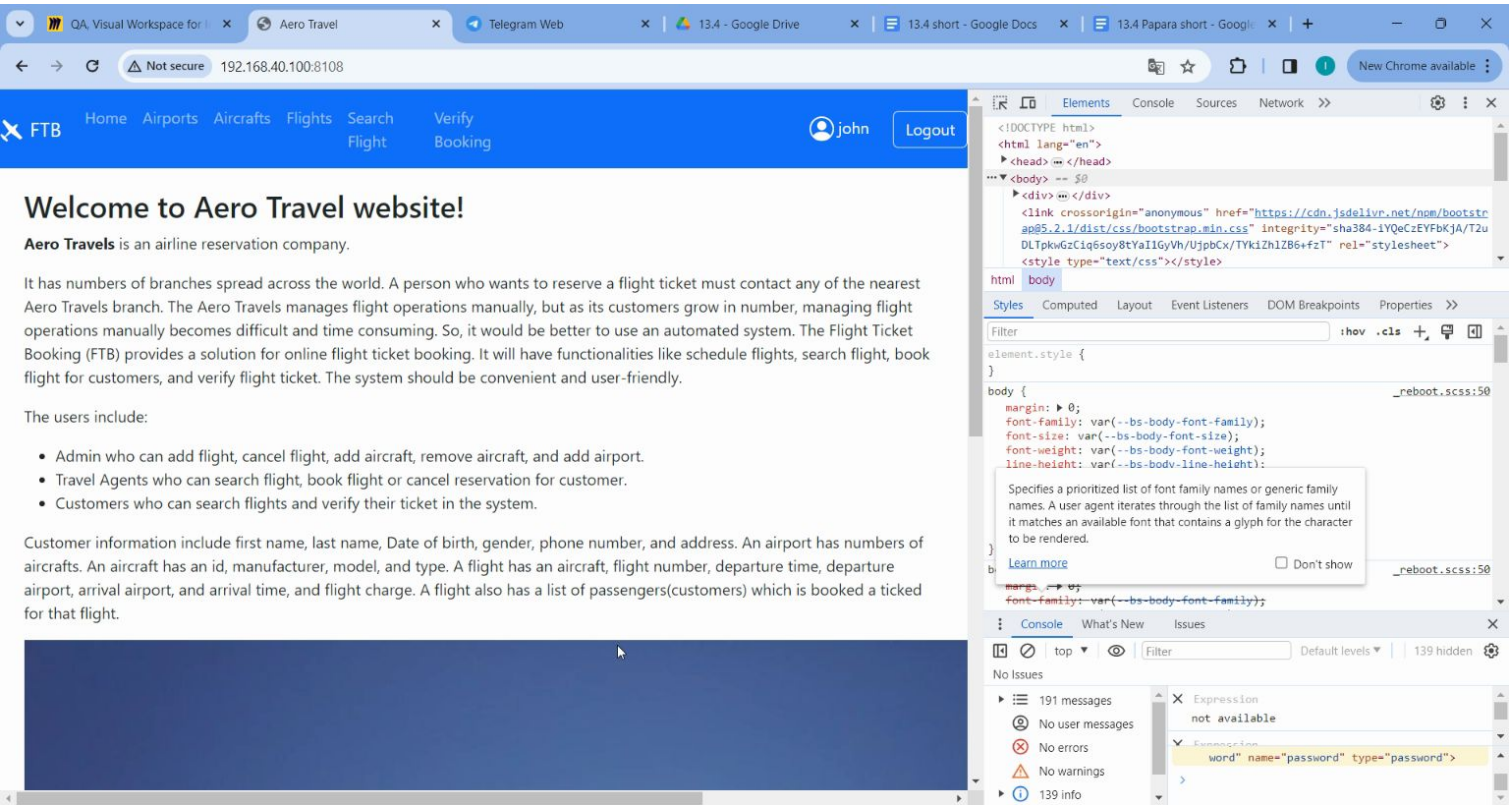 QA, Visual Workspace for
Aero Travel
Telegram Web
13.4 - Google Drive
13.4 short - Google Docs
13.4 Papara short - Google
Not secure
192.168.40.100:8108
New Chrome available
FTB
Home
Airports
Aircrafts
Flights
Search Flight
Verify Booking
john
Logout
Welcome to Aero Travel website!
Aero Travels is an airline reservation company.
It has numbers of branches spread across the world. A person who wants to reserve a flight ticket must contact any of the nearest
Aero Travels branch. The Aero Travels manages flight operations manually, but as its customers grow in number, managing flight
operations manually becomes difficult and time consuming. So, it would be better to use an automated system. The Flight Ticket
Booking (FTB) provides a solution for online flight ticket booking. It will have functionalities like schedule flights, search flight, book
flight for customers, and verify flight ticket. The system should be convenient and user-friendly.
The users include:
• Admin who can add flight, cancel flight, add aircraft, remove aircraft, and add airport.
• Travel Agents who can search flight, book flight or cancel reservation for customer.
• Customers who can search flights and verify their ticket in the system.
Customer information include first name, last name, Date of birth, gender, phone number, and address. An airport has numbers of
aircrafts. An aircraft has an id, manufacturer, model, and type. A flight has an aircraft, flight number, departure time, departure
airport, arrival airport, and arrival time, and flight charge. A flight also has a list of passengers(customers) which is booked a ticked
for that flight.
Elements
Console
Sources
Network
<!DOCTYPE html>
<html lang="en">
<head> </head>
<body> == $0
<div> </div>
<link crossorigin="anonymous" href="https://cdn.jsdelivr.net/npm/bootstr
ap@5.2.1/dist/css/bootstrap.min.css" integrity="sha384-iYQeCzEYFbKjA/T2u
DLTpkwGzCiq6soy8tYaI1GyVh/UjpbCx/TYkiZhlZB6+fzT" rel="stylesheet">
<style type="text/css"></style>
html body
Styles
Computed
Layout
Event Listeners
DOM Breakpoints
Properties
Filter
:hov .cls
element.style {
}
body {
_reboot.scss:50
margin: 0;
font-family: var(--bs-body-font-family);
font-size: var(--bs-body-font-size);
font-weight: var(--bs-body-font-weight);
line-height: var(--bs-body-line-height);
Specifies a prioritized list of font family names or generic family
names. A user agent iterates through the list of family names until
it matches an available font that contains a glyph for the character
to be rendered.
Learn more
Don't show
}
_reboot.scss:50
font-family: var(--bs-body-font-family);
Console
What's New
Issues
top
Filter
Default levels
139 hidden
No Issues
191 messages
No user messages
No errors
No warnings
139 info
Expression
not available
Expression
word" name="password" type="password">